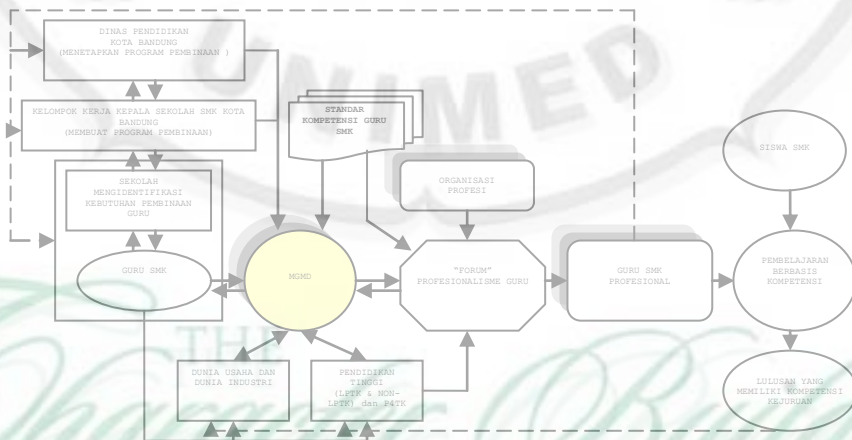 DINAS PENDIDIKAN
KOTA BANDUNG
(MENETAPKAN PROGRAM PEMBINAAN )
KELOMPOK KERJA KEPALA SEKOLAH SMK KOTA
BANDUNG
(MEMBUAT PROGRAM PEMBINAAN)
STANDAR
KOMPETENSI GURU
SMK
SISWA SMK
SEKOLAH
MENGIDENTIFIKASI
KEBUTUHAN PEMBINAAN
GURU
ORGANISASI
PROFESI
GURU SMK
MGMD
"FORUM"
PROFESIONALISME GURU
GURU SMK
PROFESIONAL
PEMBELAJARAN
BERBASIS
KOMPETENSI
DUNIA USAHA DAN
DUNIA INDUSTRI
PENDIDIKAN
TINGGI
(LPTK & NON-
LPTK) dan P4TK
LULUSAN YANG
MEMILIKI KOMPETENSI
KEJURUAN
UNIMED
THE